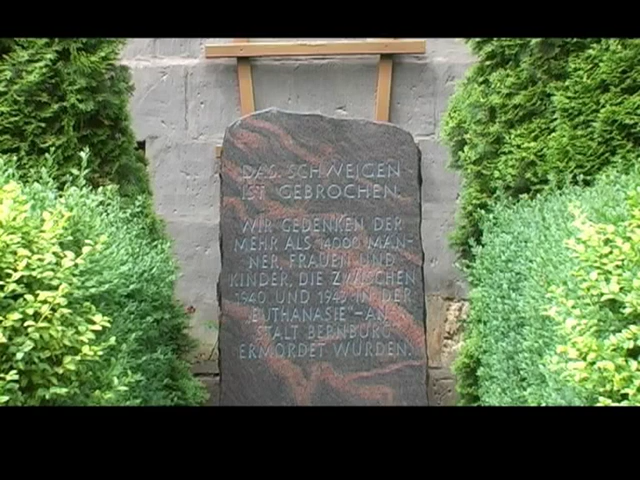 DAS SCHWEIGEN
IST GEBROCHEN.
WIR GEDENKEN DER
MEHR ALS 14000 MÄN-
NER, FRAUEN UND
KINDER, DIE ZWISCHEN
1940 UND 1943 IN DER
„EUTHANASIE“-AN-
STALT BERNBURG
ERMORDET WURDEN.